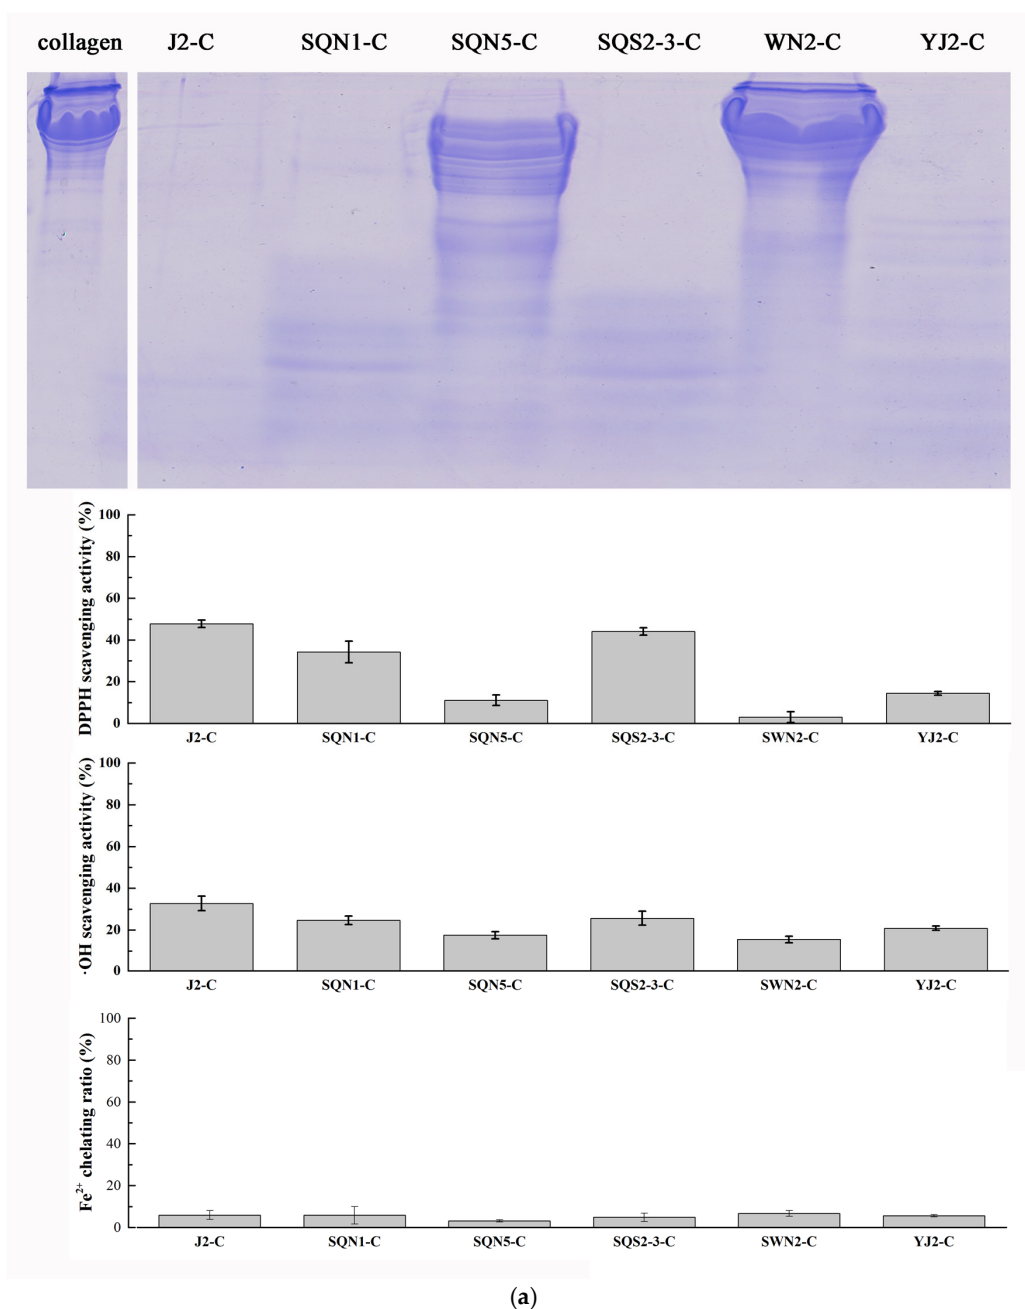 collagen J2-C SQN1-C SQN5-C SQS2-3-C WN2-C YJ2-C
DPPH scavenging activity (%)
100
80
60
40
20
0
J2-C SQN1-C SQN5-C SQS2-3-C SWN2-C YJ2-C
·OH scavenging activity (%)
100
80
60
40
20
0
J2-C SQN1-C SQN5-C SQS2-3-C SWN2-C YJ2-C
Fe²⁺ chelating ratio (%)
100
80
60
40
20
0
J2-C SQN1-C SQN5-C SQS2-3-C SWN2-C YJ2-C
(a)